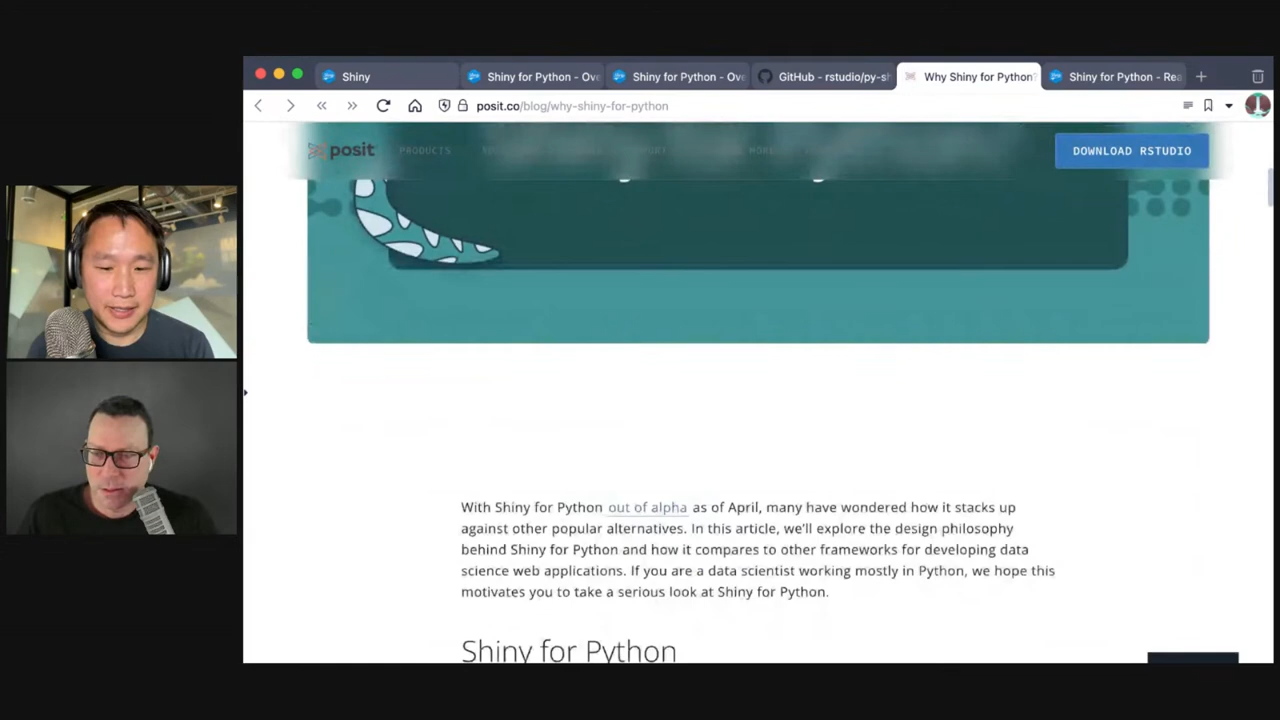 Shiny
Shiny for Python - Ove
Shiny for Python - Ove
GitHub - rstudio/py-sh
Why Shiny for Python?
Shiny for Python - Rea
posit.co/blog/why-shiny-for-python
posit
PRODUCTS
DOWNLOAD RSTUDIO
With Shiny for Python out of alpha as of April, many have wondered how it stacks up
against other popular alternatives. In this article, we'll explore the design philosophy
behind Shiny for Python and how it compares to other frameworks for developing data
science web applications. If you are a data scientist working mostly in Python, we hope this
motivates you to take a serious look at Shiny for Python.
Shiny for Python